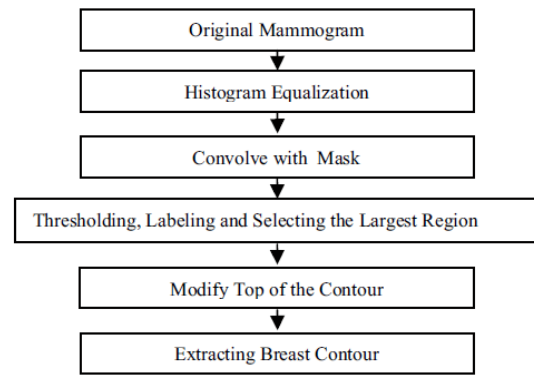 Original Mammogram
Histogram Equalization
Convolve with Mask
Thresholding, Labeling and Selecting the Largest Region
Modify Top of the Contour
Extracting Breast Contour